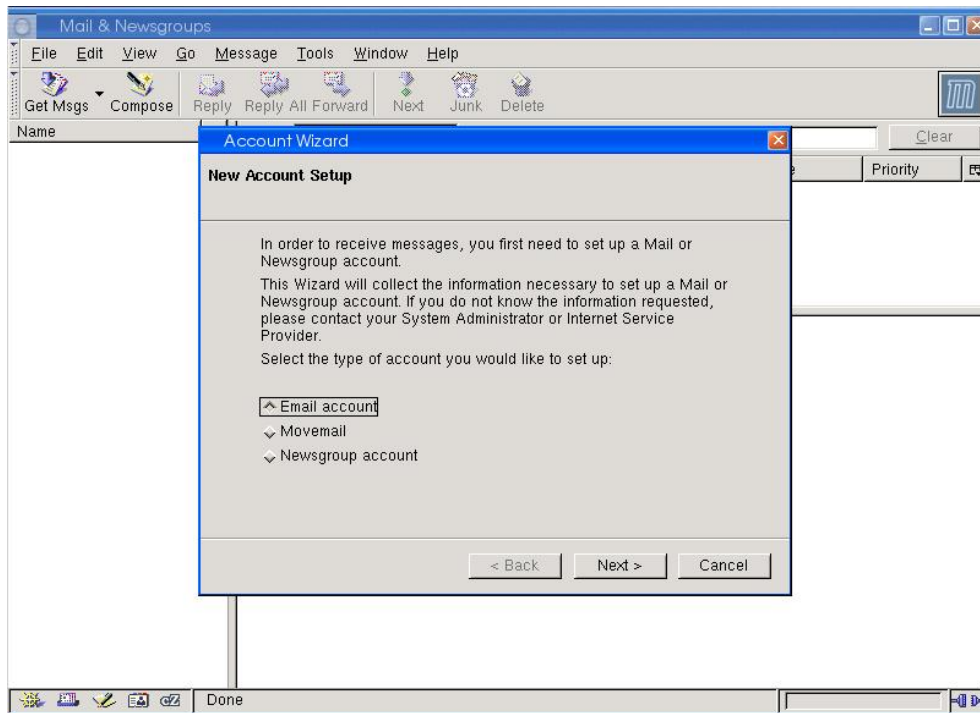 Mail & Newsgroups
File Edit View Go Message Tools Window Help
Get Msgs Compose Reply Reply All Forward Next Junk Delete
Name
Clear
Priority
Account Wizard
New Account Setup
In order to receive messages, you first need to set up a Mail or
Newsgroup account.
This Wizard will collect the information necessary to set up a Mail or
Newsgroup account. If you do not know the information requested,
please contact your System Administrator or Internet Service
Provider.
Select the type of account you would like to set up:
Email account
Movemail
Newsgroup account
< Back Next > Cancel
Done